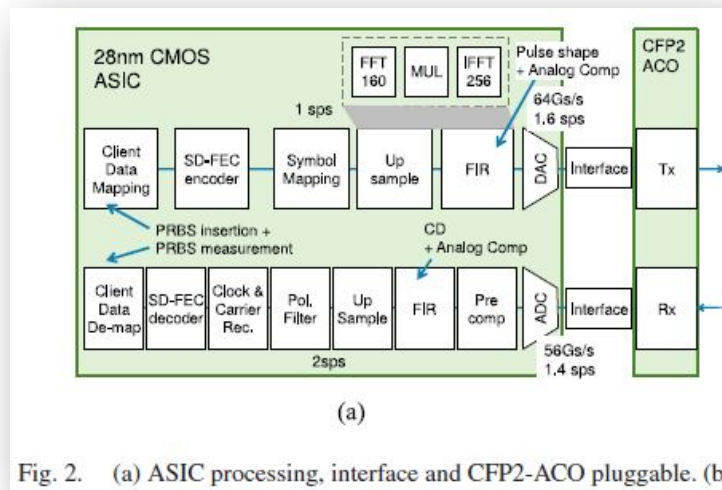 28nm CMOS
ASIC
FFT
160
MUL
IFFT
256
Pulse shape
+ Analog Comp
CFP2
ACO
1 sps
64Gs/s
1.6 sps
Client
Data
Mapping
SD-FEC
encoder
Symbol
Mapping
Up
sample
FIR
DAC
Interface
Tx
PRBS insertion +
PRBS measurement
CD
+ Analog Comp
Client
Data
De-map
SD-FEC
decoder
Clock &
Carrier
Rec.
Pol.
Filter
Up
Sample
FIR
Pre
comp
ADC
Interface
Rx
2sps
56Gs/s
1.4 sps
(a)
Fig. 2. (a) ASIC processing, interface and CFP2-ACO pluggable. (b